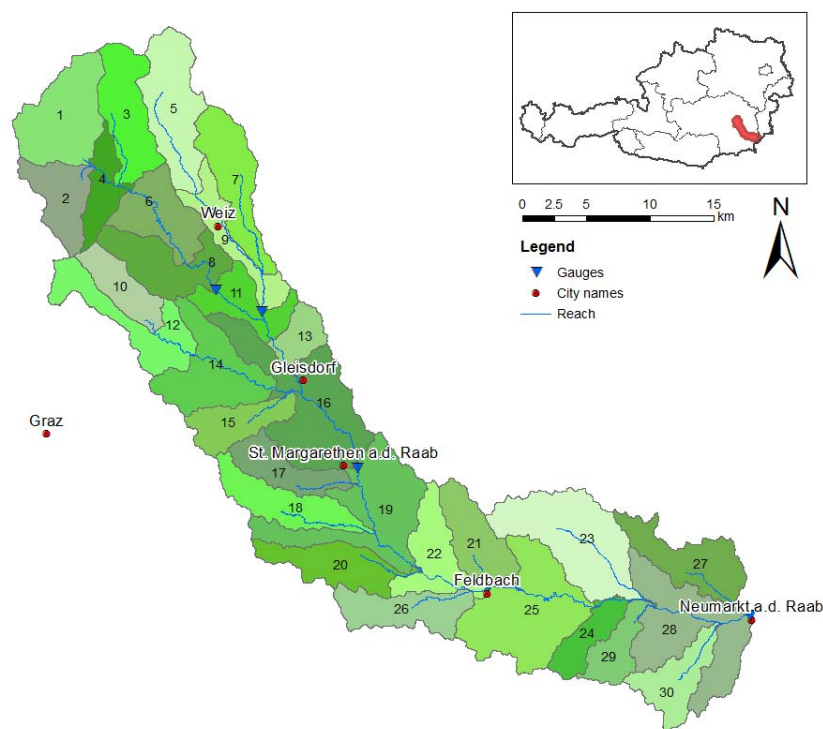 1
3
5
2
4
6
7
Weiz
9
8
10
11
12
13
14
Gleisdorf
16
15
Graz
St. Margarethen a.d. Raab
17
18
19
20
22
21
23
Feldbach
26
25
24
29
27
Neumarkt a.d. Raab
28
30
0 2.5 5 10 15
km
N
Legend
Gauges
City names
Reach